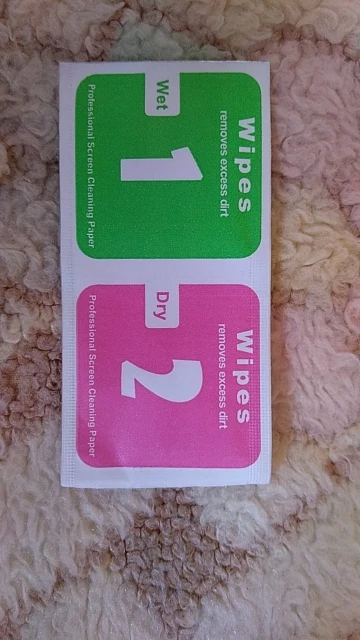 Wipes
removes excess dirt
Wet
1
Professional Screen Cleaning Paper
Wipes
removes excess dirt
Dry
2
Professional Screen Cleaning Paper